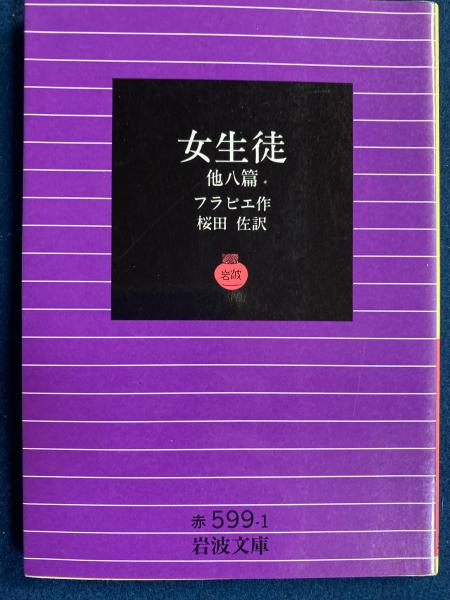 女生徒
他八篇
フラピエ作
桜田 佐訳
岩波
赤 599-1
岩波文庫